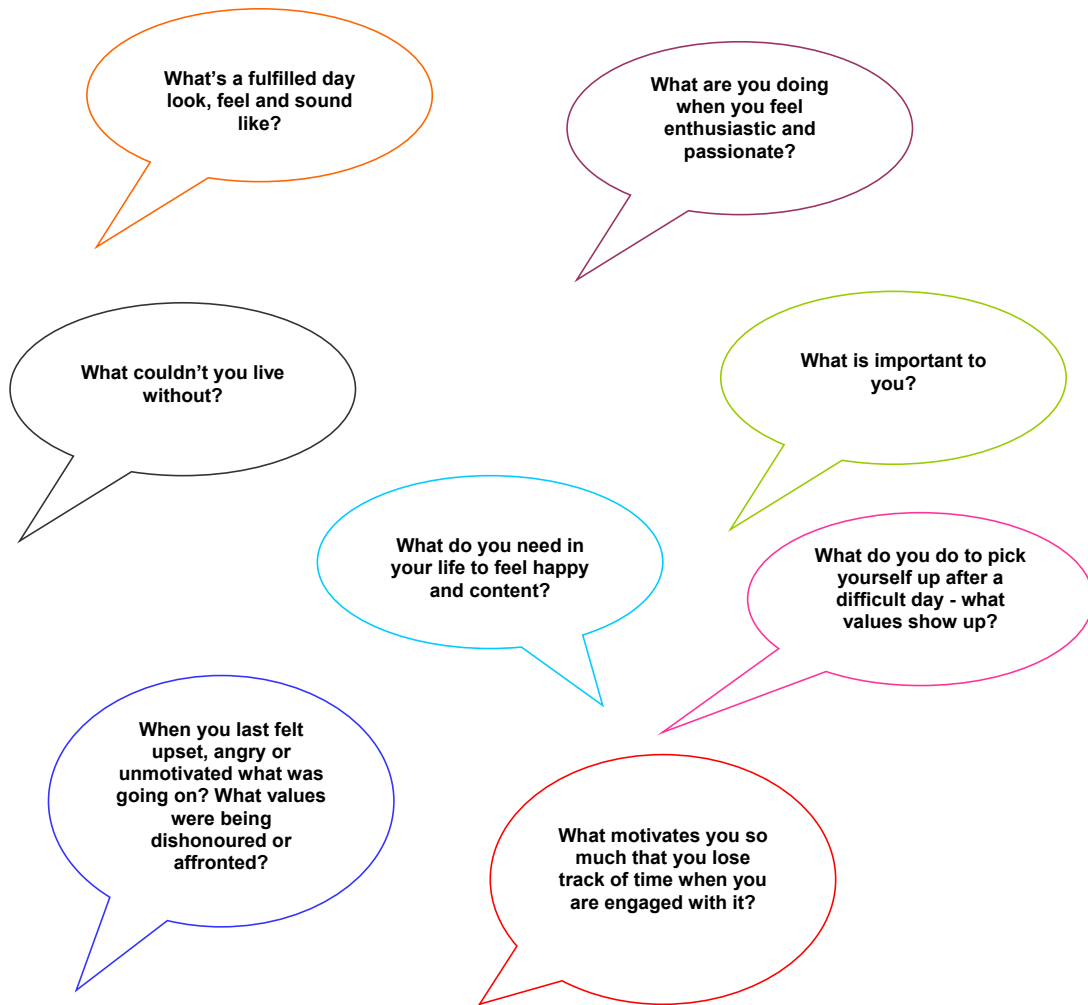 What’s a fulfilled day
look, feel and sound
like?
What are you doing
when you feel
enthusiastic and
passionate?
What couldn’t you live
without?
What is important to
you?
What do you need in
your life to feel happy
and content?
What do you do to pick
yourself up after a
difficult day - what
values show up?
When you last felt
upset, angry or
unmotivated what was
going on? What values
were being
dishonoured or
affronted?
What motivates you so
much that you lose
track of time when you
are engaged with it?